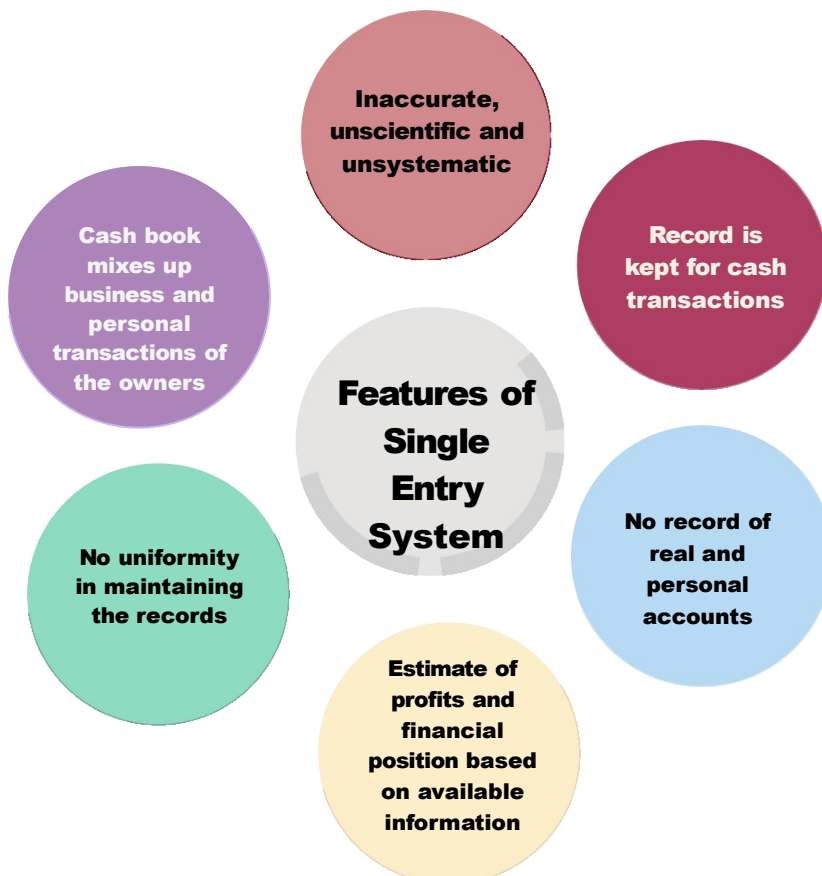 Inaccurate,
unscientific and
unsystematic
Record is
kept for cash
transactions
No record of
real and
personal
accounts
Estimate of
profits and
financial
position based
on available
information
No uniformity
in maintaining
the records
Cash book
mixes up
business and
personal
transactions of
the owners
Features of
Single
Entry
System